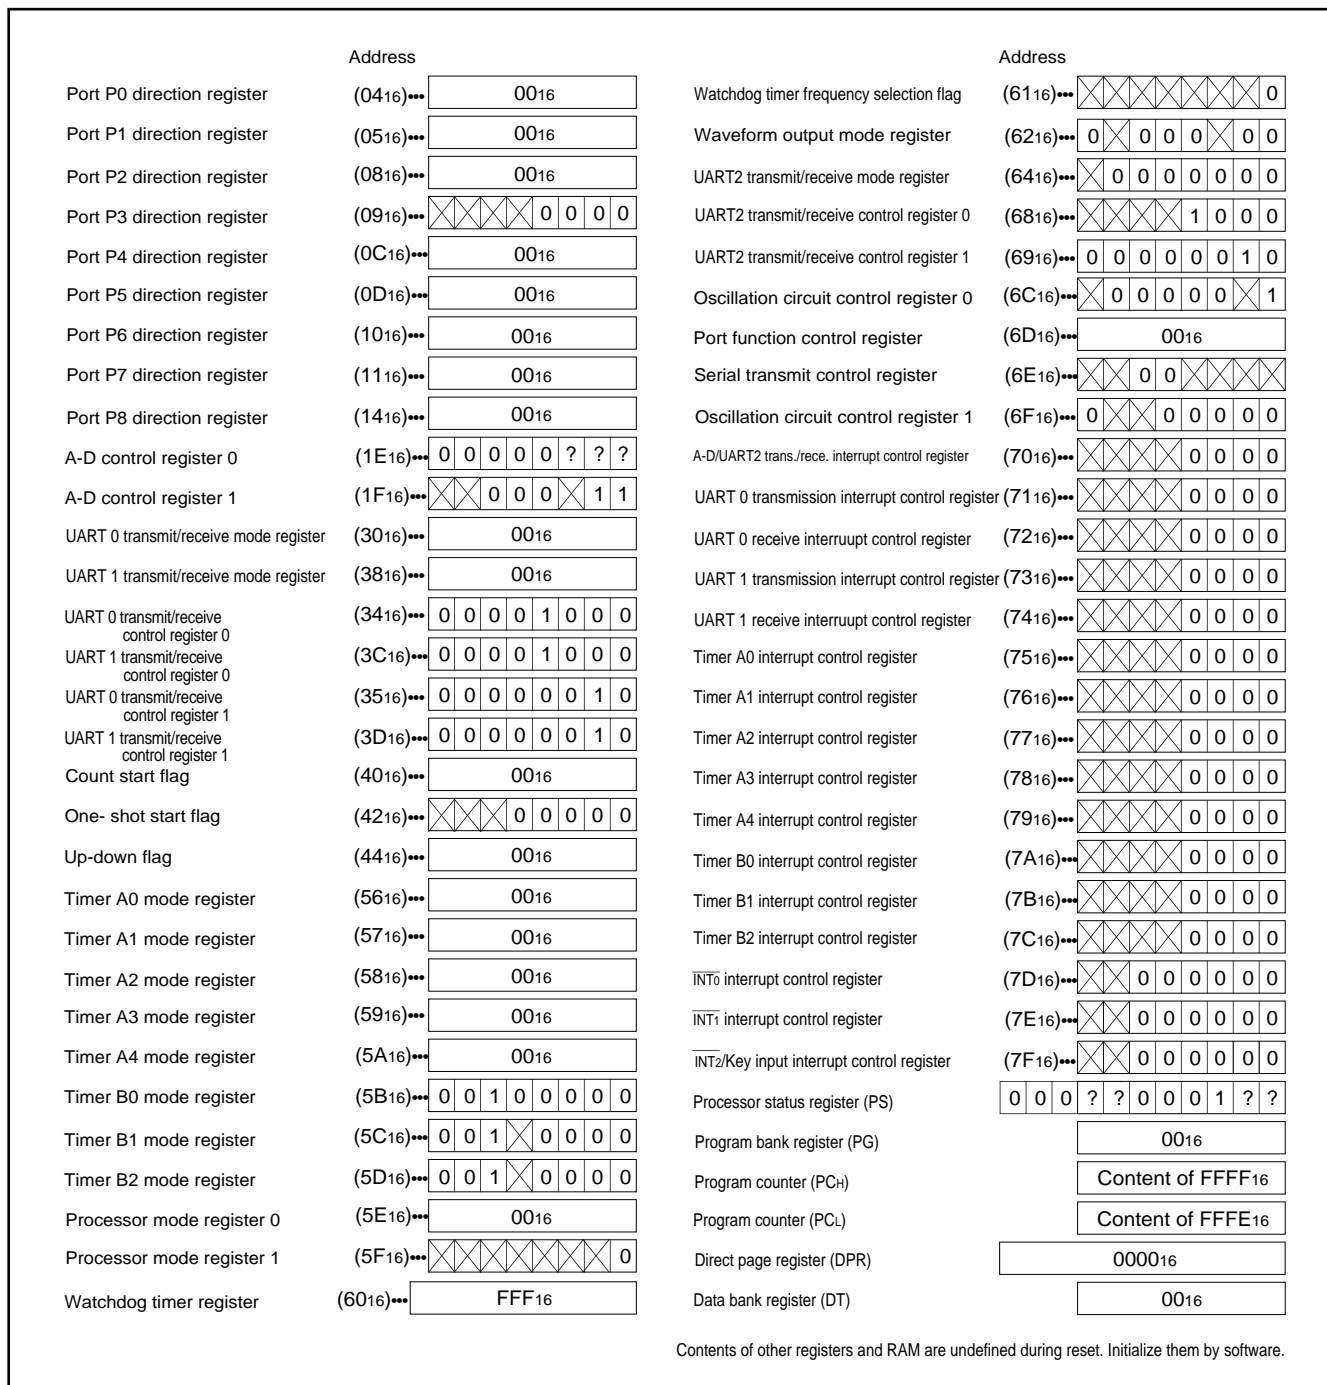 Address
Port P0 direction register (0416)••• 0016
Port P1 direction register (0516)••• 0016
Port P2 direction register (0816)••• 0016
Port P3 direction register (0916)••• 0 0 0 0
Port P4 direction register (0C16)••• 0016
Port P5 direction register (0D16)••• 0016
Port P6 direction register (1016)••• 0016
Port P7 direction register (1116)••• 0016
Port P8 direction register (1416)••• 0016
A-D control register 0 (1E16)••• 0 0 0 0 0 ? ? ?
A-D control register 1 (1F16)••• 0 0 0 1 1
UART 0 transmit/receive mode register (3016)••• 0016
UART 1 transmit/receive mode register (3816)••• 0016
UART 0 transmit/receive (3416)••• 0 0 0 0 1 0 0 0
control register 0
UART 1 transmit/receive (3C16)••• 0 0 0 0 1 0 0 0
control register 0
UART 0 transmit/receive (3516)••• 0 0 0 0 0 0 1 0
control register 1
UART 1 transmit/receive (3D16)••• 0 0 0 0 0 0 1 0
control register 1
Count start flag (4016)••• 0016
One- shot start flag (4216)••• 0 0 0 0 0
Up-down flag (4416)••• 0016
Timer A0 mode register (5616)••• 0016
Timer A1 mode register (5716)••• 0016
Timer A2 mode register (5816)••• 0016
Timer A3 mode register (5916)••• 0016
Timer A4 mode register (5A16)••• 0016
Timer B0 mode register (5B16)••• 0 0 1 0 0 0 0 0
Timer B1 mode register (5C16)••• 0 0 1 0 0 0 0
Timer B2 mode register (5D16)••• 0 0 1 0 0 0 0
Processor mode register 0 (5E16)••• 0016
Processor mode register 1 (5F16)••• 0
Watchdog timer register (6016)••• FFF16
Address
Watchdog timer frequency selection flag (6116)••• 0
Waveform output mode register (6216)••• 0 0 0 0 0 0
UART2 transmit/receive mode register (6416)••• 0 0 0 0 0 0 0
UART2 transmit/receive control register 0 (6816)••• 1 0 0 0
UART2 transmit/receive control register 1 (6916)••• 0 0 0 0 0 0 1 0
Oscillation circuit control register 0 (6C16)••• 0 0 0 0 0 1
Port function control register (6D16)••• 0016
Serial transmit control register (6E16)••• 0 0
Oscillation circuit control register 1 (6F16)••• 0 0 0 0 0 0
A-D/UART2 trans./rece. interrupt control register (7016)••• 0 0 0 0
UART 0 transmission interrupt control register (7116)••• 0 0 0 0
UART 0 receive interruupt control register (7216)••• 0 0 0 0
UART 1 transmission interrupt control register (7316)••• 0 0 0 0
UART 1 receive interruupt control register (7416)••• 0 0 0 0
Timer A0 interrupt control register (7516)••• 0 0 0 0
Timer A1 interrupt control register (7616)••• 0 0 0 0
Timer A2 interrupt control register (7716)••• 0 0 0 0
Timer A3 interrupt control register (7816)••• 0 0 0 0
Timer A4 interrupt control register (7916)••• 0 0 0 0
Timer B0 interrupt control register (7A16)••• 0 0 0 0
Timer B1 interrupt control register (7B16)••• 0 0 0 0
Timer B2 interrupt control register (7C16)••• 0 0 0 0
INT0 interrupt control register (7D16)••• 0 0 0 0 0 0
INT1 interrupt control register (7E16)••• 0 0 0 0 0 0
INT2/Key input interrupt control register (7F16)••• 0 0 0 0 0 0
Processor status register (PS) 0 0 0 ? ? 0 0 0 1 ? ?
Program bank register (PG) 0016
Program counter (PCH) Content of FFFF16
Program counter (PCL) Content of FFFE16
Direct page register (DPR) 000016
Data bank register (DT) 0016
Contents of other registers and RAM are undefined during reset. Initialize them by software.